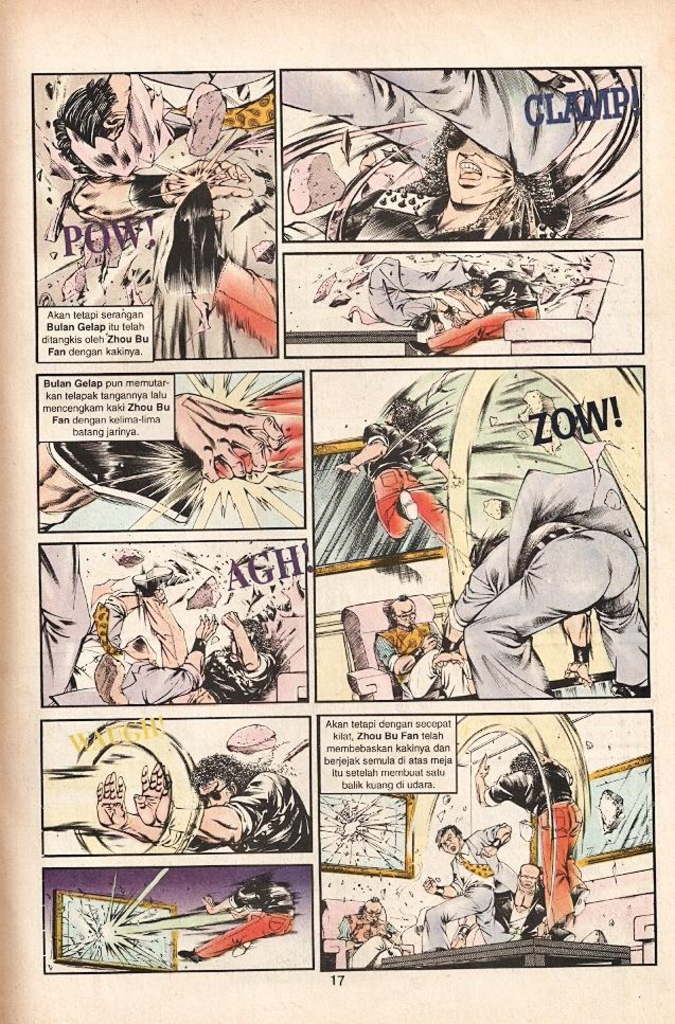 POW!
Akan tetapi serangan
Bulan Gelap itu telah
ditangkis oleh Zhou Bu
Fan dengan kakinya.
CLAMP!
Bulan Gelap pun memutar-
kan telapak tangannya lalu
mencengkam kaki Zhou Bu
Fan dengan kelima-lima
batang jarinya.
ZOW!
AGH!
WAUGH!
Akan tetapi dengan secepat
kilat, Zhou Bu Fan telah
membebaskan kakinya dan
berjejak semula di atas meja
itu setelah membuat satu
balik kuang di udara.
17